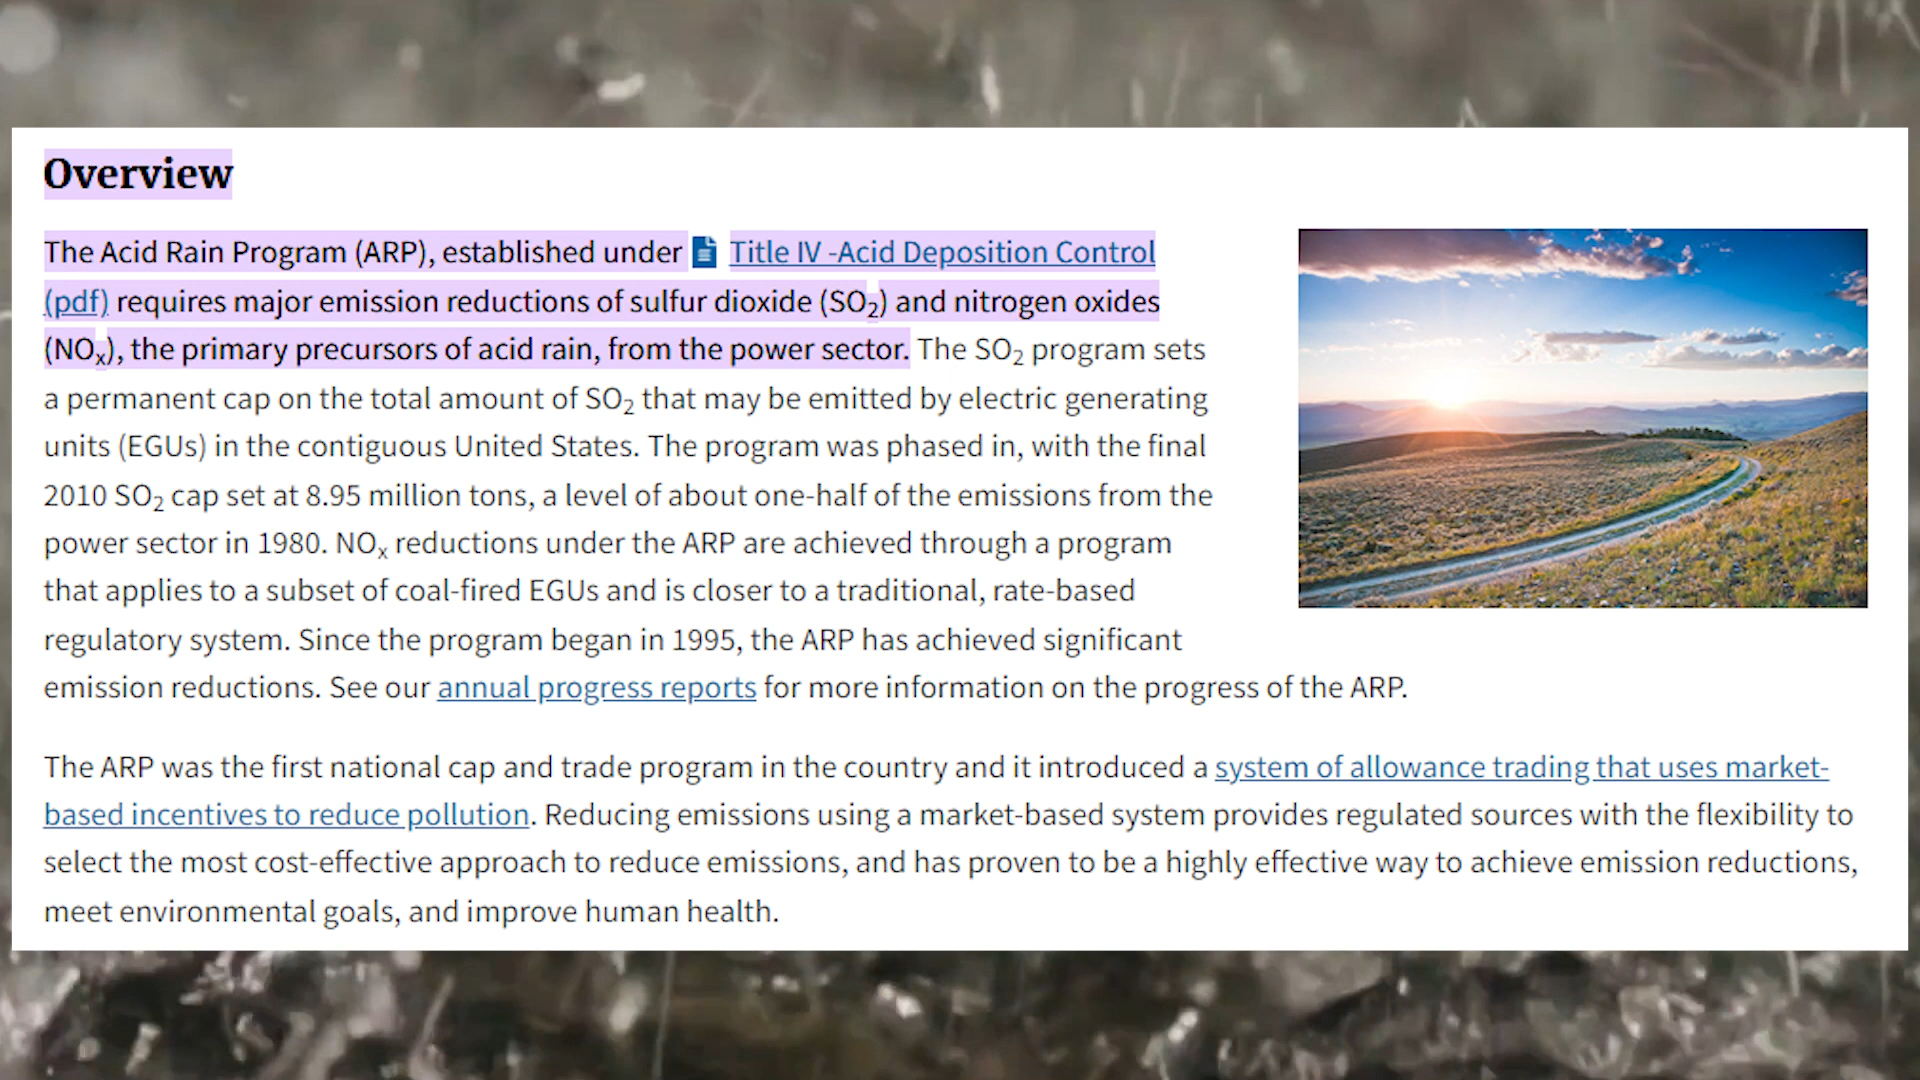 Overview
The Acid Rain Program (ARP), established under Title IV -Acid Deposition Control
(pdf) requires major emission reductions of sulfur dioxide (SO₂) and nitrogen oxides
(NOₓ), the primary precursors of acid rain, from the power sector. The SO₂ program sets
a permanent cap on the total amount of SO₂ that may be emitted by electric generating
units (EGUs) in the contiguous United States. The program was phased in, with the final
2010 SO₂ cap set at 8.95 million tons, a level of about one-half of the emissions from the
power sector in 1980. NOₓ reductions under the ARP are achieved through a program
that applies to a subset of coal-fired EGUs and is closer to a traditional, rate-based
regulatory system. Since the program began in 1995, the ARP has achieved significant
emission reductions. See our annual progress reports for more information on the progress of the ARP.
The ARP was the first national cap and trade program in the country and it introduced a system of allowance trading that uses market-
based incentives to reduce pollution. Reducing emissions using a market-based system provides regulated sources with the flexibility to
select the most cost-effective approach to reduce emissions, and has proven to be a highly effective way to achieve emission reductions,
meet environmental goals, and improve human health.